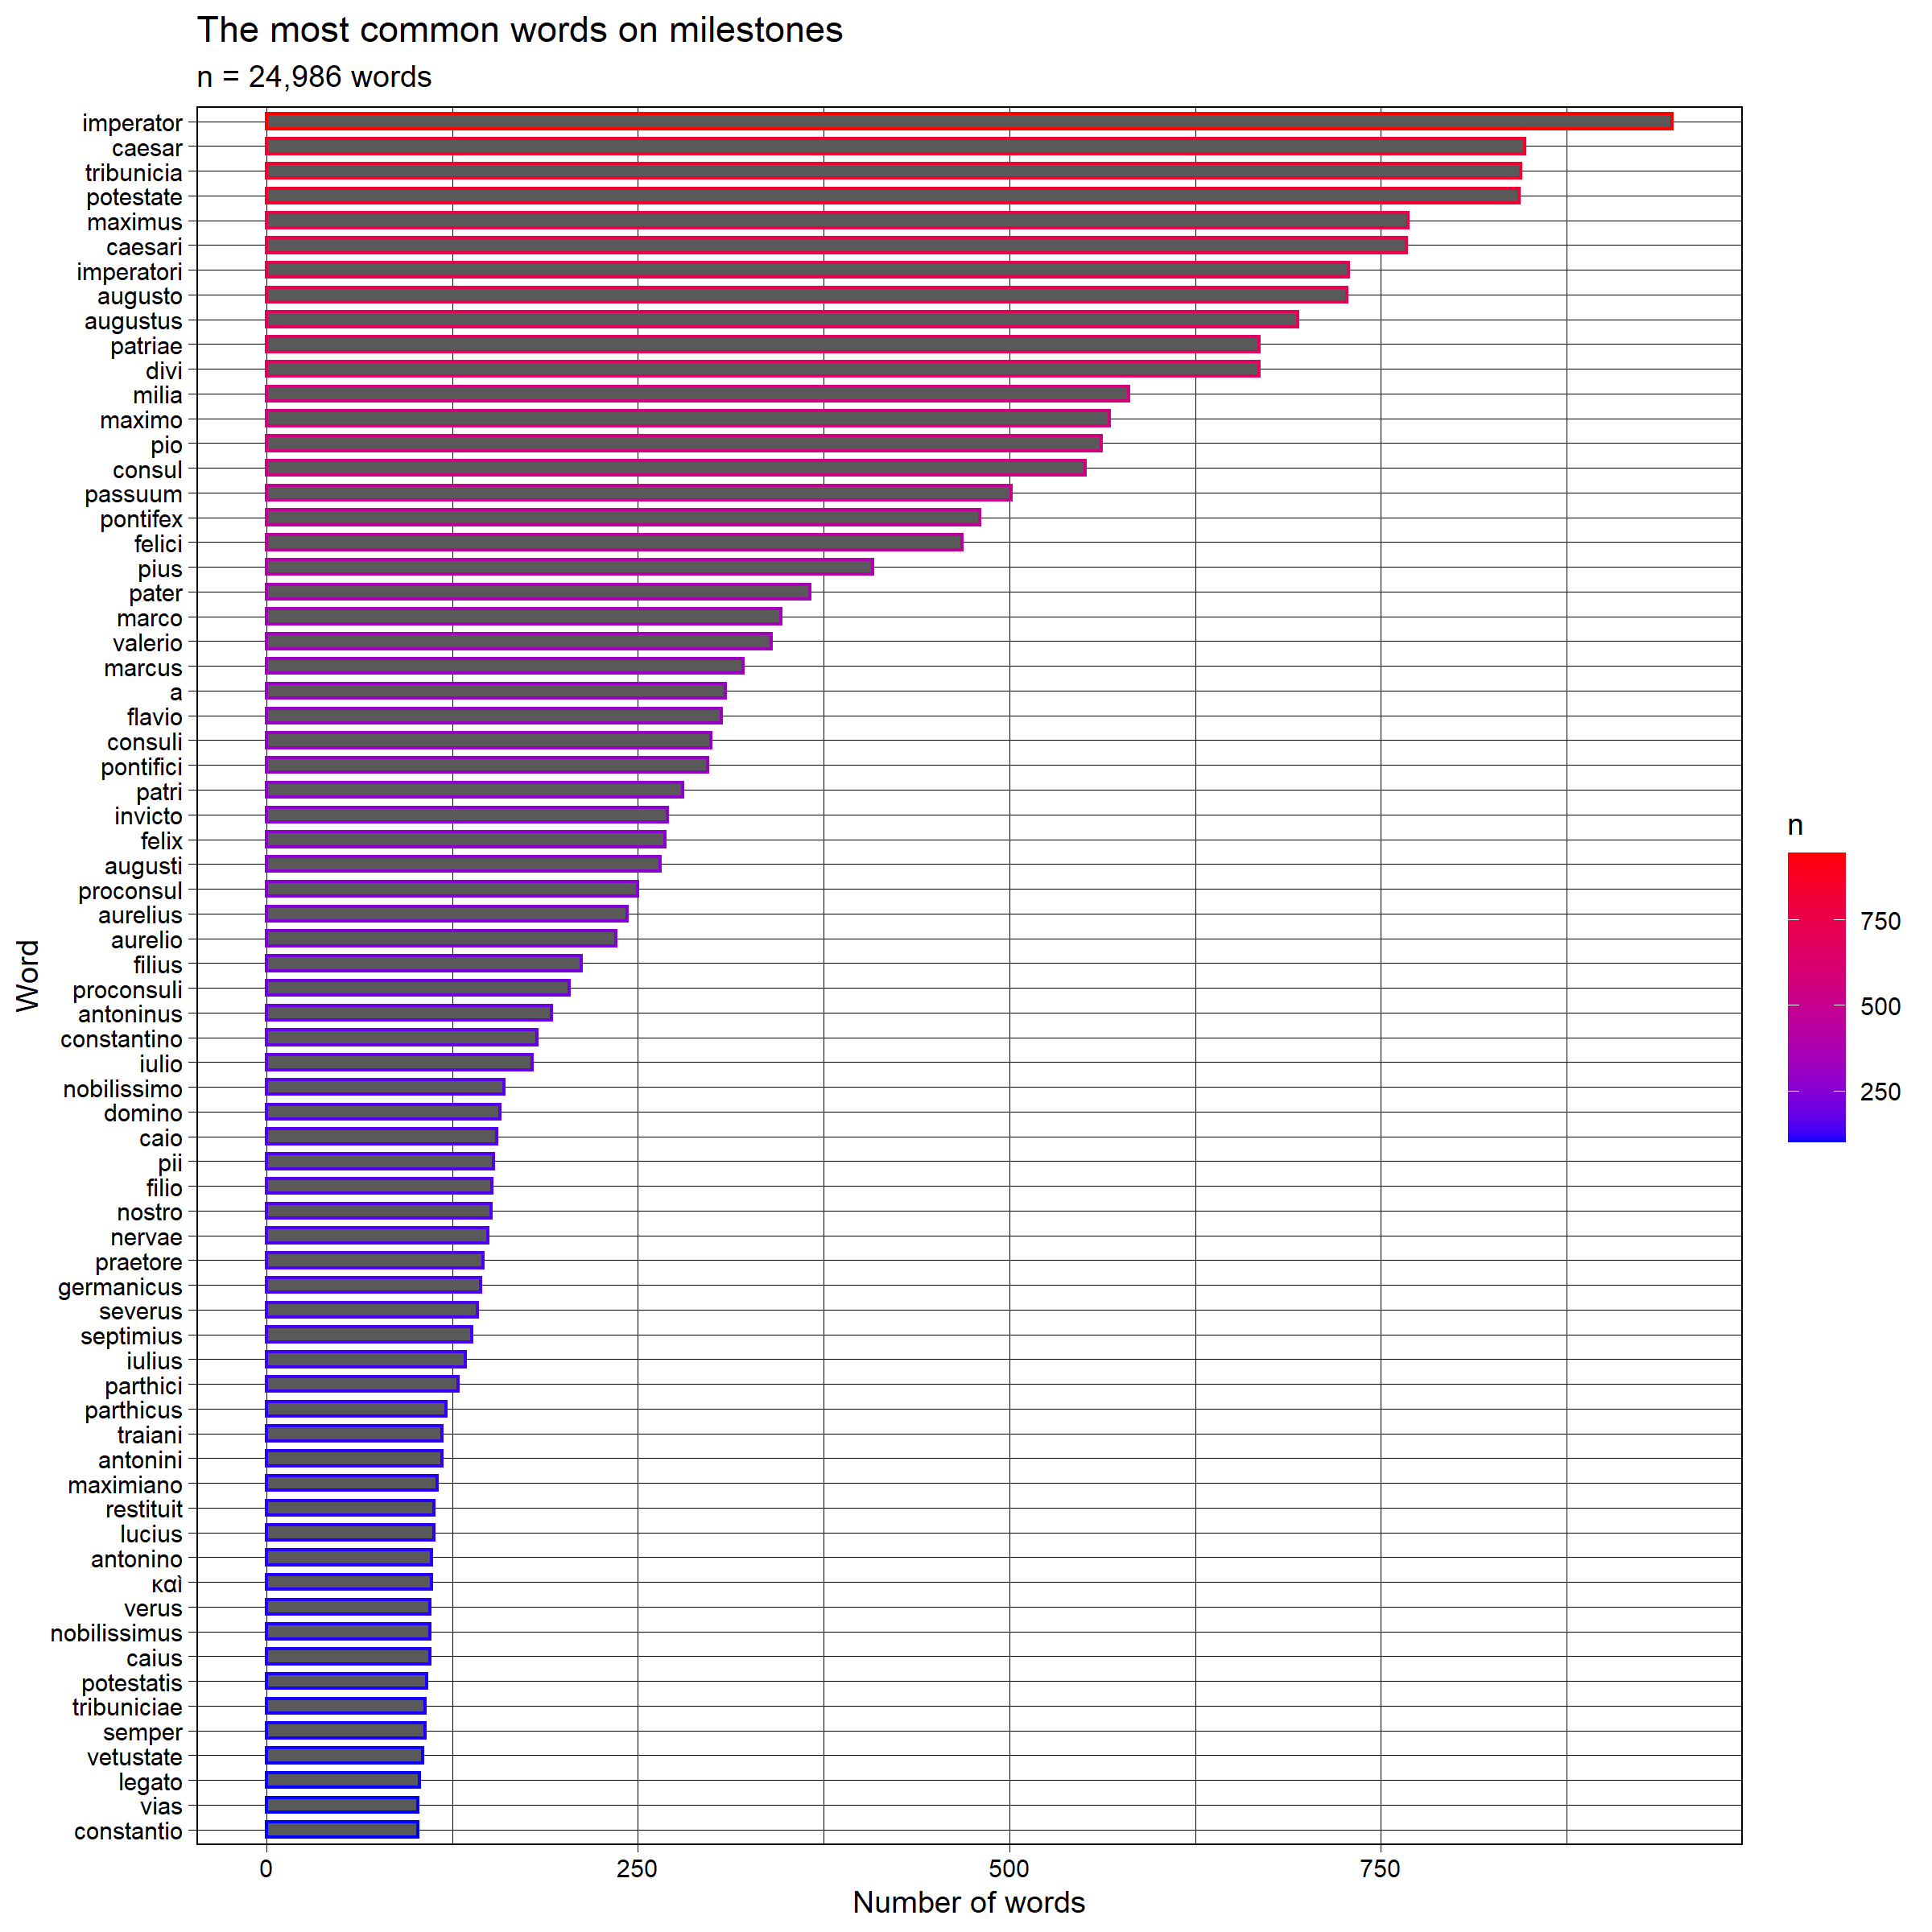 The most common words on milestones
n = 24,986 words
imperator
caesar
tribunicia
potestate
maximus
caesari
imperatori
augusto
augustus
patriae
divi
milia
maximo
pio
consul
passuum
pontifex
felici
pius
pater
marco
valerio
marcus
a
flavio
consuli
pontifici
patri
invicto
felix
augusti
proconsul
aurelius
aurelio
filius
proconsuli
antoninus
constantino
iulio
nobilissimo
domino
caio
pii
filio
nostro
nervae
praetore
germanicus
severus
septimius
iulius
parthici
parthicus
traiani
antonini
maximiano
restituit
lucius
antonino
καὶ
verus
nobilissimus
caius
potestatis
tribuniciae
semper
vetustate
legato
vias
constantio
Word
0 250 500 750
Number of words
n
750
500
250